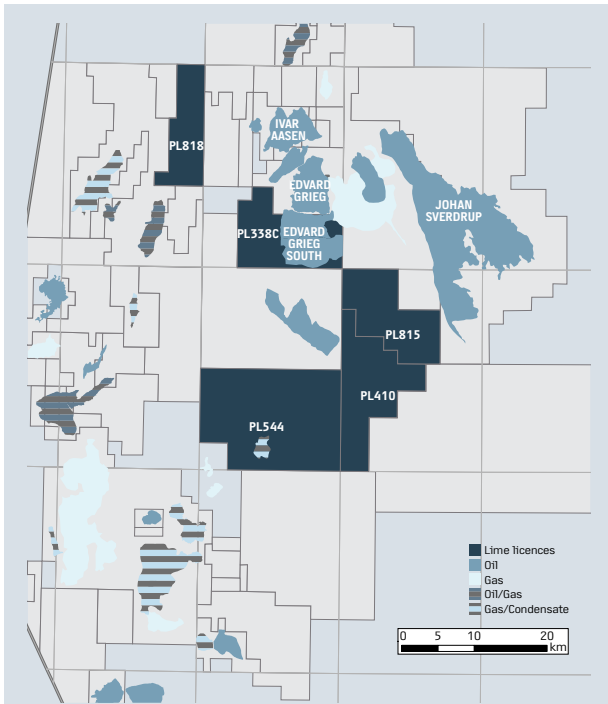 IVAR
AASEN
PL818
EDVARD
GRIEG
JOHAN
SVERDRUP
PL338C
EDVARD
GRIEG
SOUTH
PL815
PL410
PL544
Lime licences
Oil
Gas
Oil/Gas
Gas/Condensate
0 5 10 20
km